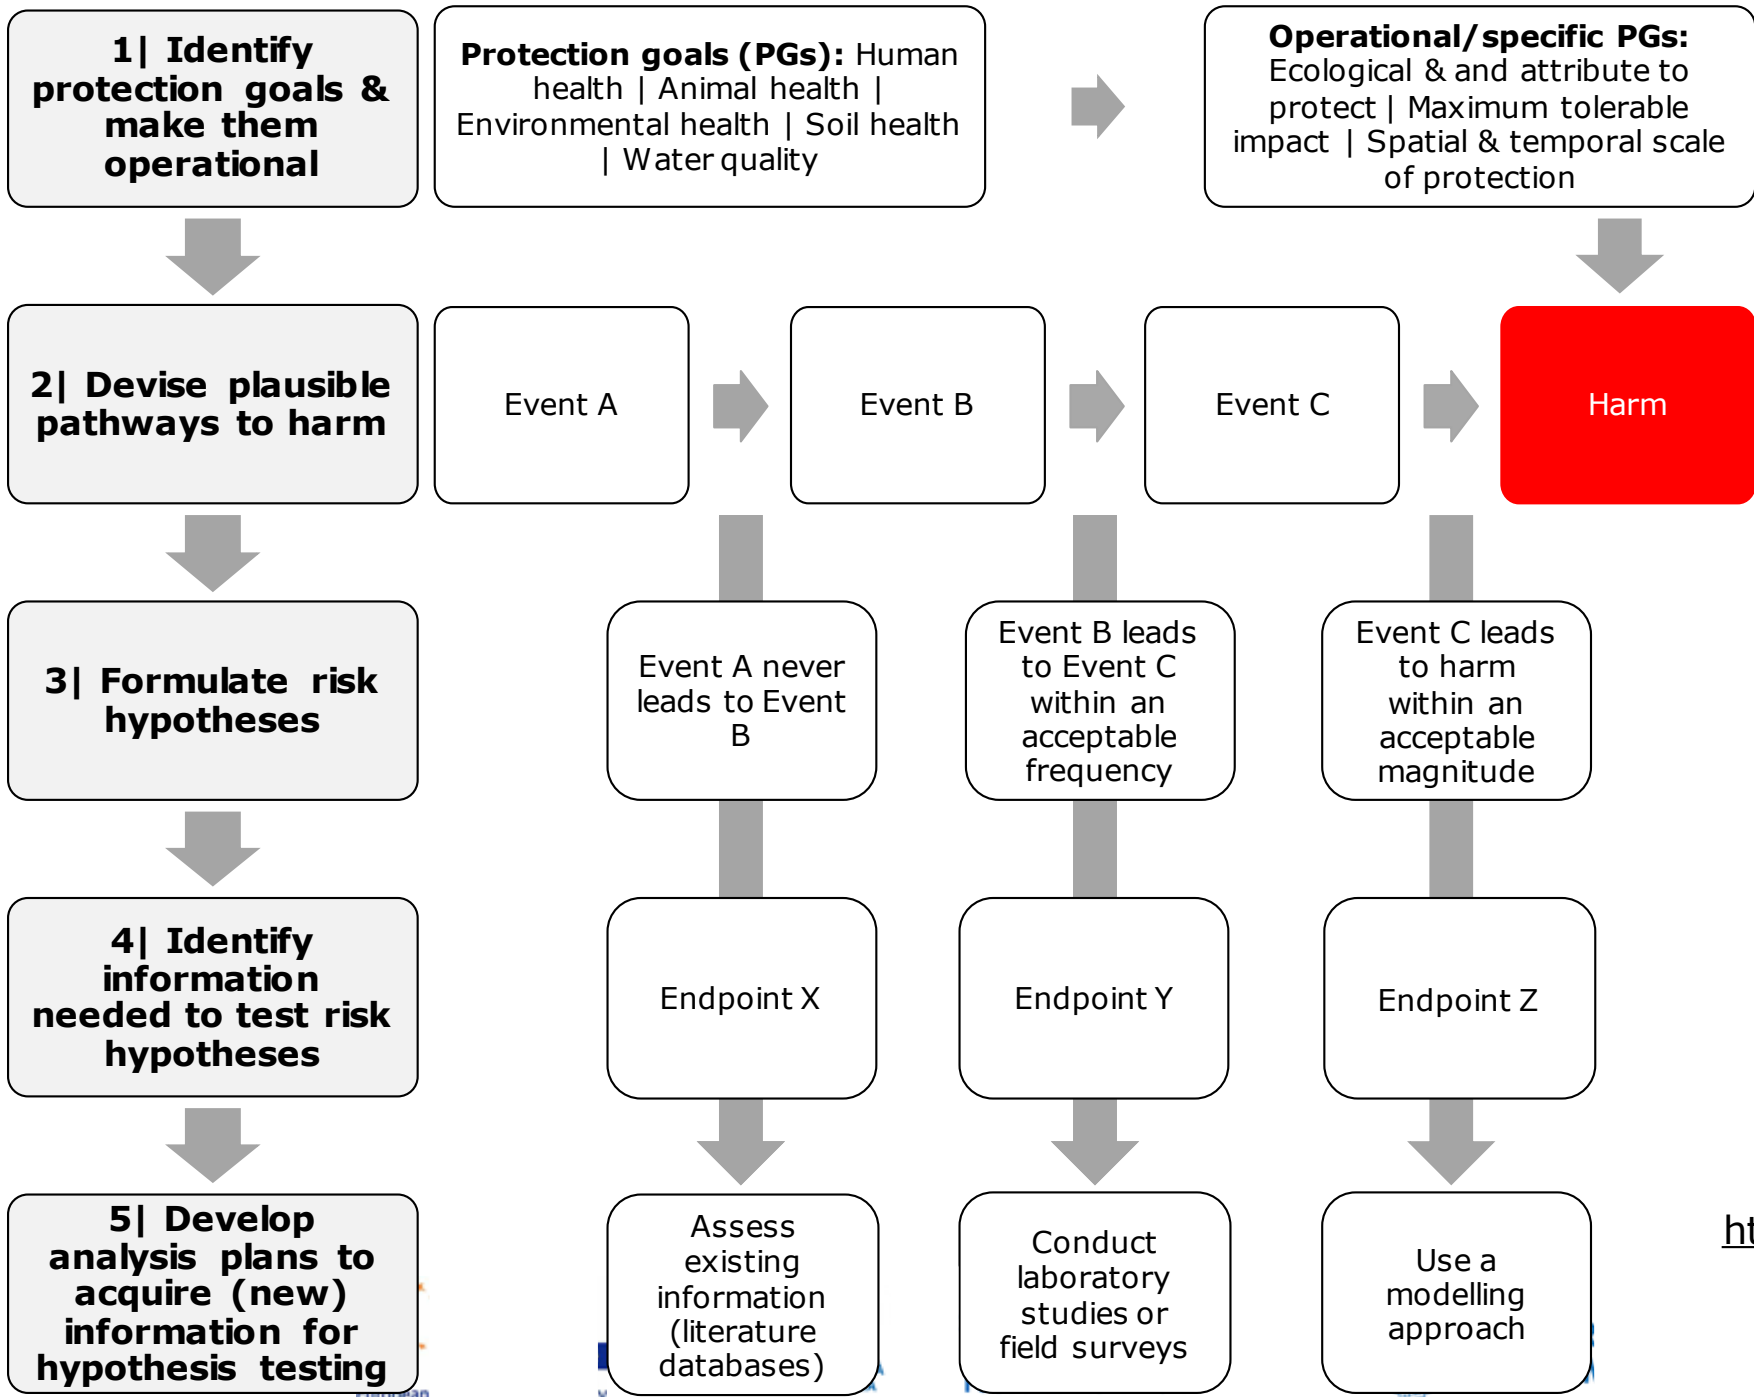 1| Identify
protection goals &
make them
operational
Protection goals (PGs): Human
health | Animal health |
Environmental health | Soil health
| Water quality
Operational/specific PGs:
Ecological & and attribute to
protect | Maximum tolerable
impact | Spatial & temporal scale
of protection
2| Devise plausible
pathways to harm
Event A
Event B
Event C
Harm
3| Formulate risk
hypotheses
Event A never
leads to Event
B
Event B leads
to Event C
within an
acceptable
frequency
Event C leads
to harm
within an
acceptable
magnitude
4| Identify
information
needed to test risk
hypotheses
Endpoint X
Endpoint Y
Endpoint Z
5| Develop
analysis plans to
acquire (new)
information for
hypothesis testing
Assess
existing
information
(literature
databases)
Conduct
laboratory
studies or
field surveys
Use a
modelling
approach
ht